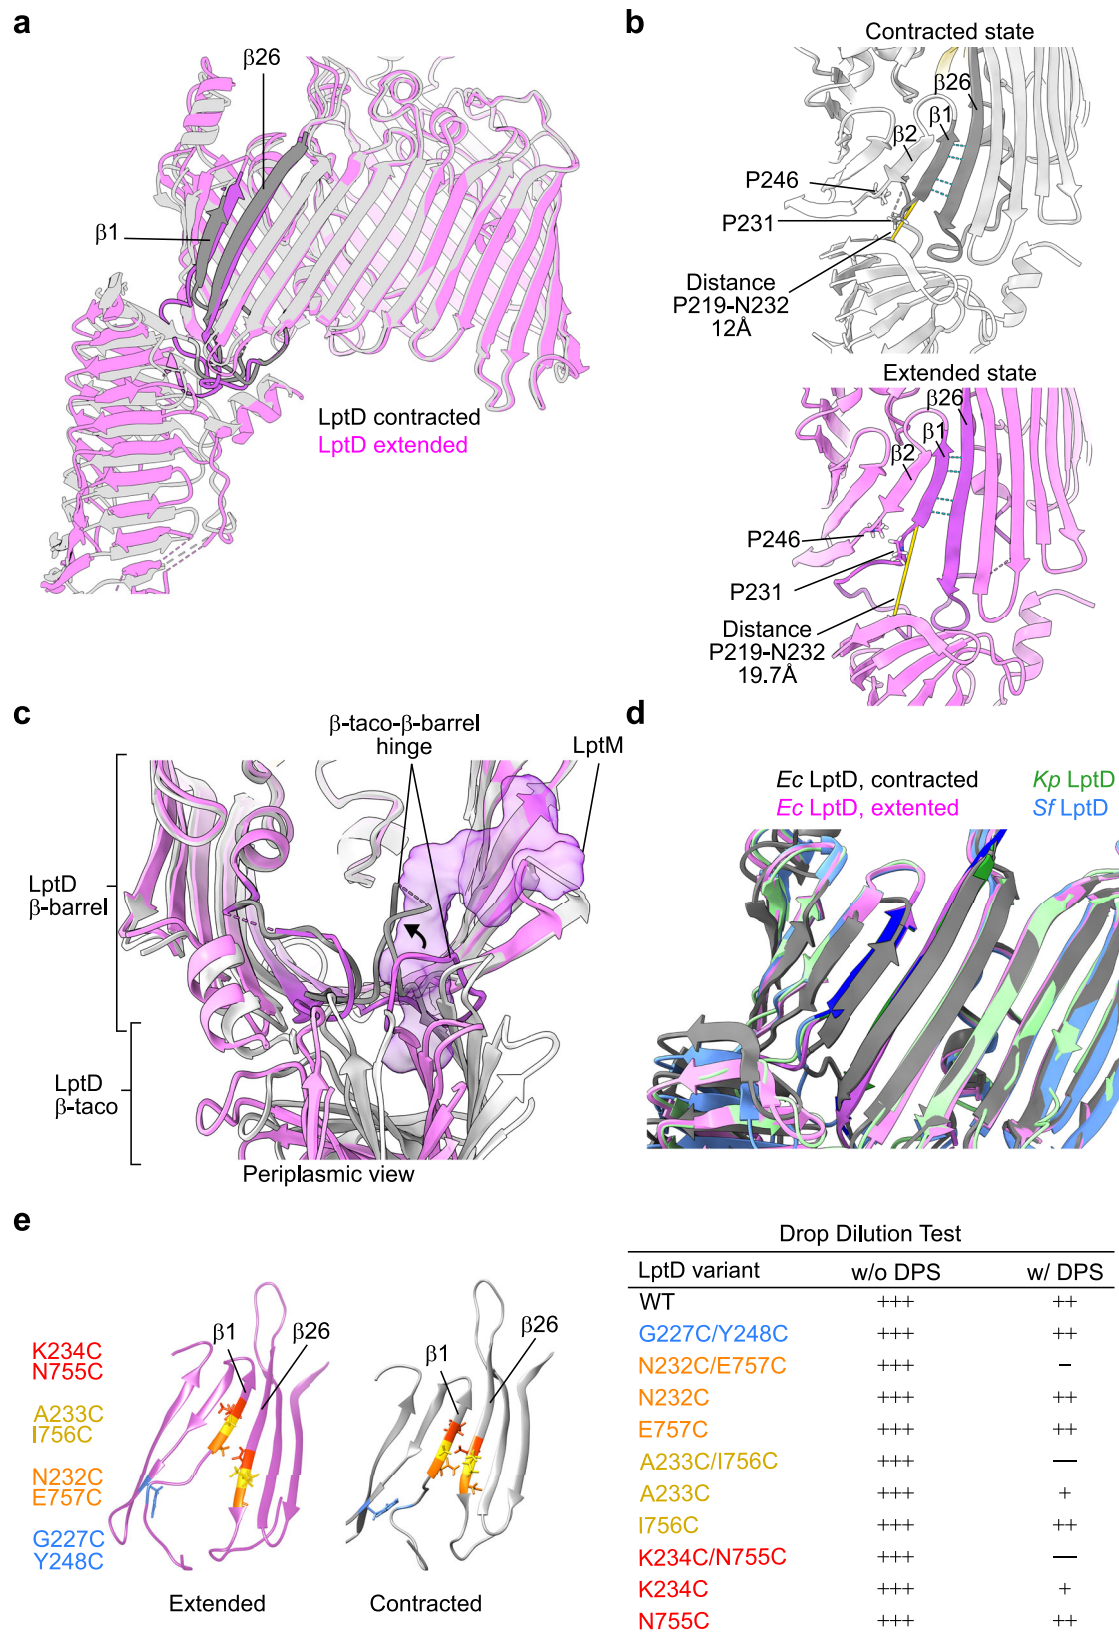 a
β26
β1
LptD contracted
LptD extended
b
Contracted state
β26
β1
β2
P246
P231
Distance
P219-N232
12Å
Extended state
β26
β1
β2
P246
P231
Distance
P219-N232
19.7Å
c
β-taco-β-barrel
hinge
LptM
LptD
β-barrel
LptD
β-taco
Periplasmic view
d
Ec LptD, contracted
Kp LptD
Ec LptD, extented
Sf LptD
e
K234C
N755C
A233C
I756C
N232C
E757C
G227C
Y248C
β1
β26
Extended
β1
β26
Contracted
Drop Dilution Test
LptD variant w/o DPS w/ DPS
WT +++ ++
G227C/Y248C +++ ++
N232C/E757C +++ –
N232C +++ ++
E757C +++ ++
A233C/I756C +++ —
A233C +++ +
I756C +++ ++
K234C/N755C +++ —
K234C +++ +
N755C +++ ++